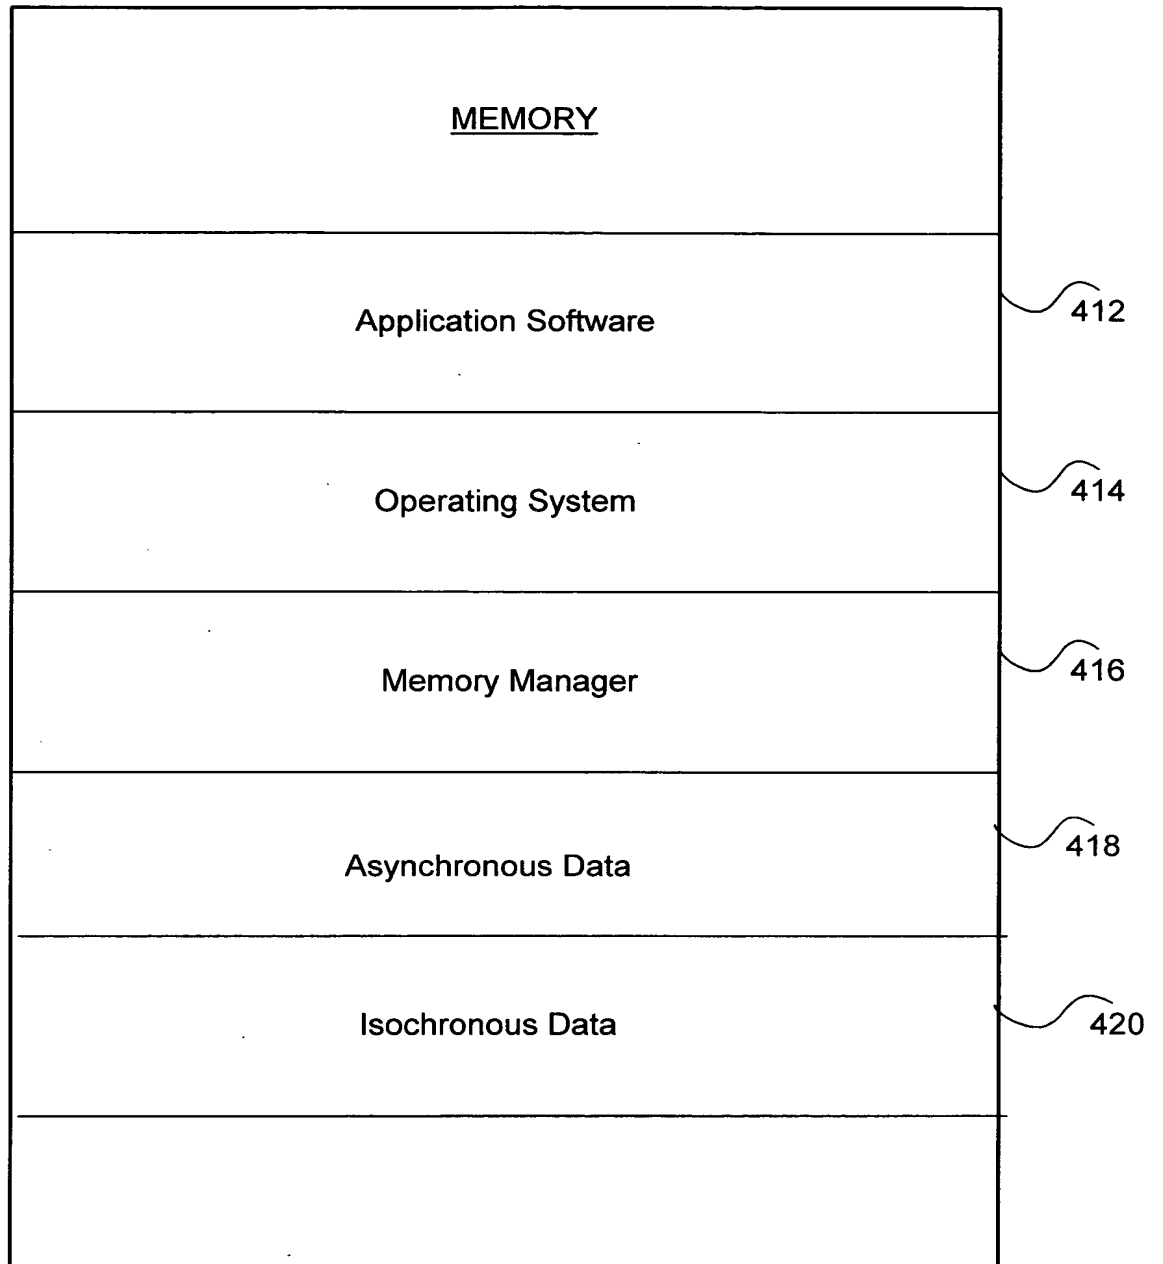 MEMORY
Application Software
412
Operating System
414
Memory Manager
416
Asynchronous Data
418
Isochronous Data
420